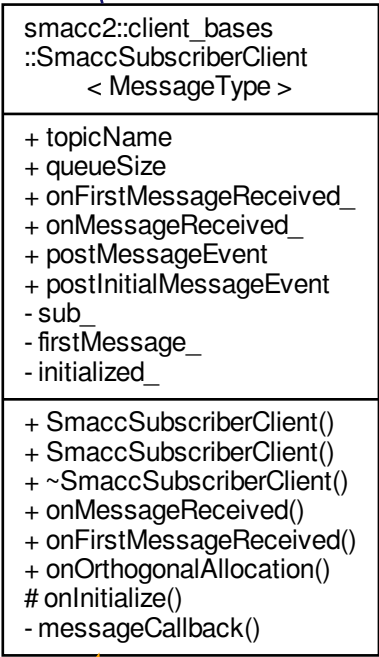 smacc2::client_bases
::SmaccSubscriberClient
< MessageType >
+ topicName
+ queueSize
+ onFirstMessageReceived_
+ onMessageReceived_
+ postMessageEvent
+ postInitialMessageEvent
- sub_
- firstMessage_
- initialized_
+ SmaccSubscriberClient()
+ SmaccSubscriberClient()
+ ~SmaccSubscriberClient()
+ onMessageReceived()
+ onFirstMessageReceived()
+ onOrthogonalAllocation()
# onInitialize()
- messageCallback()